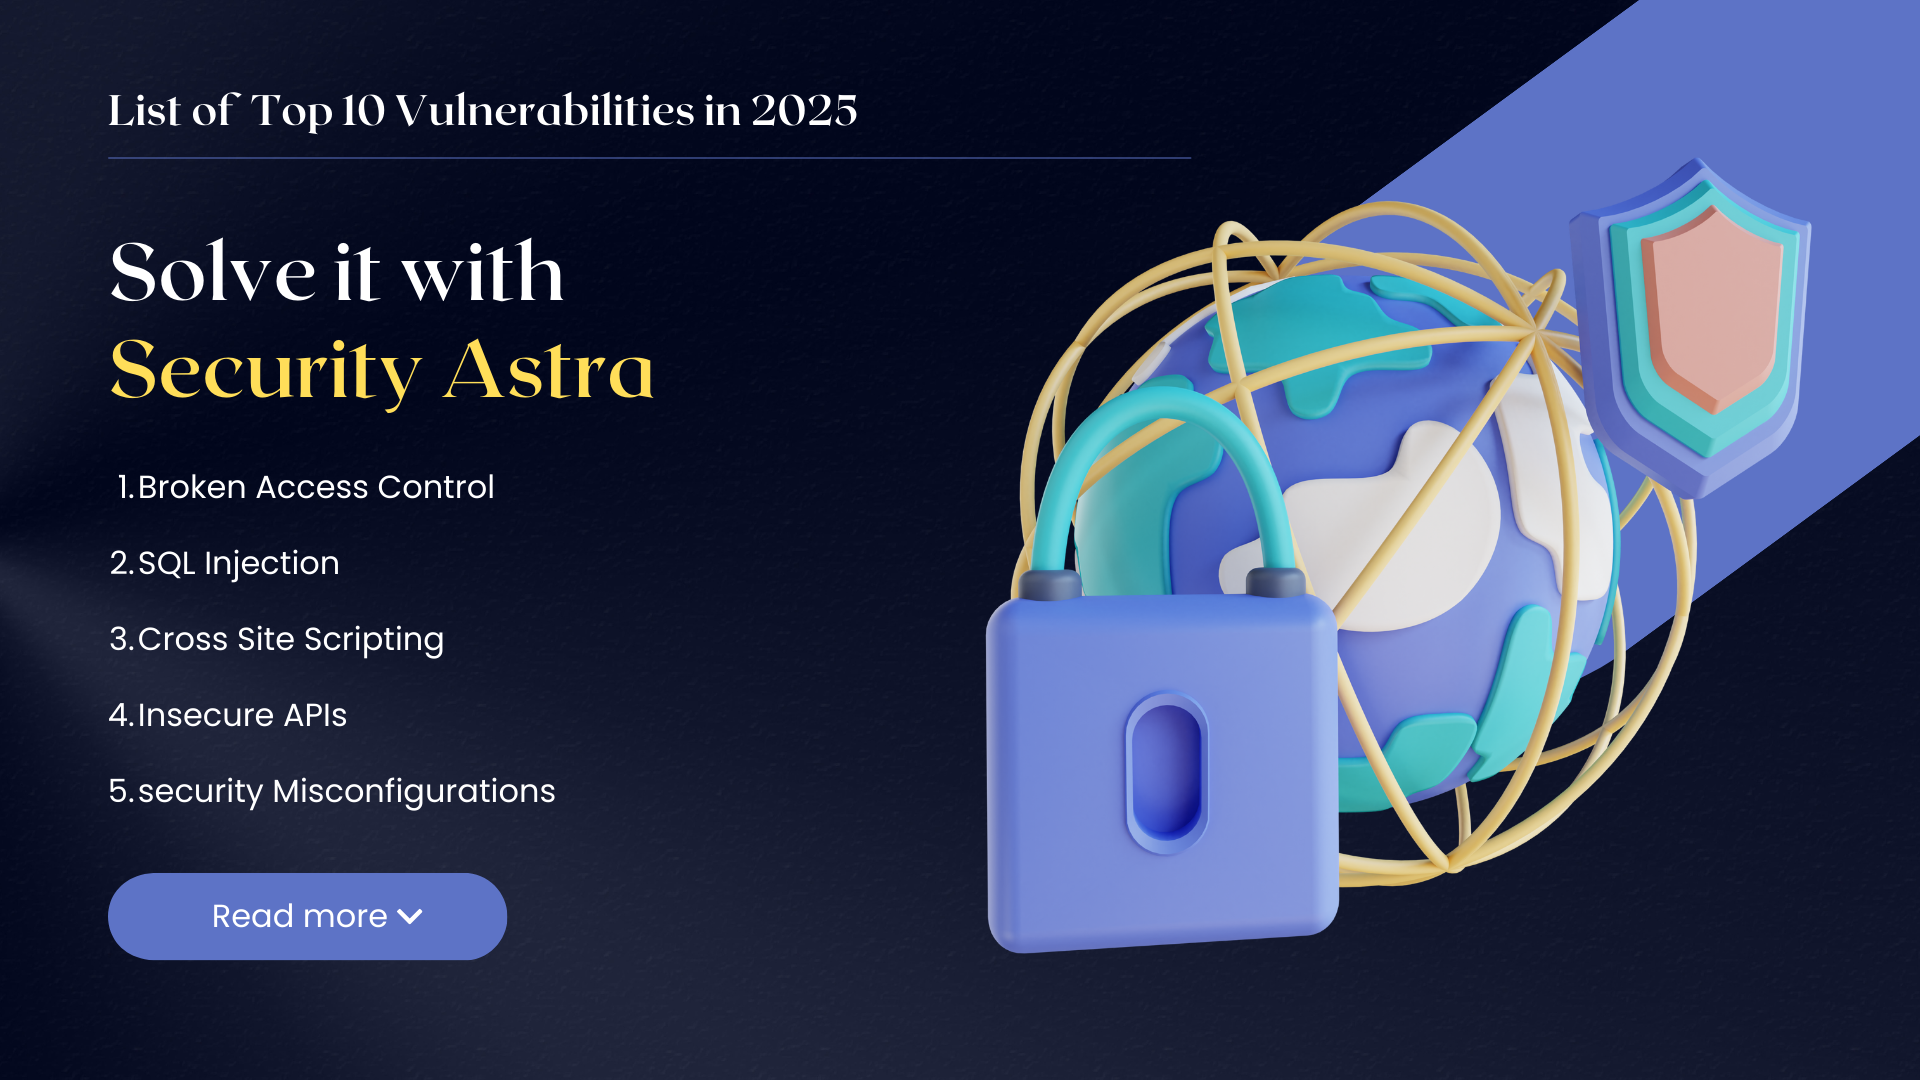 List of Top 10 Vulnerabilities in 2025
Solve it with
Security Astra
1. Broken Access Control
2. SQL Injection
3. Cross Site Scripting
4. Insecure APIs
5. security Misconfigurations
Read more